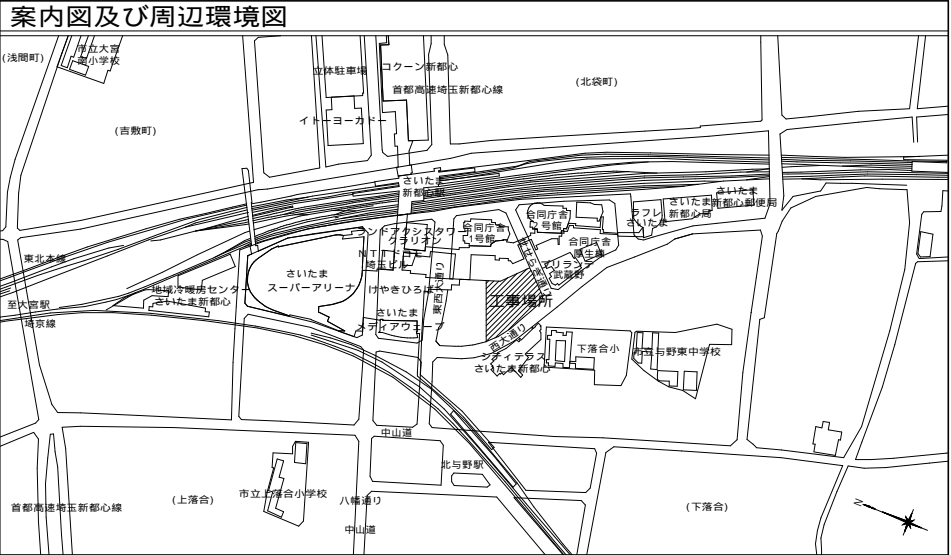 案内図及び周辺環境図
(浅間町)
市立大宮
南小学校
立体駐車場
コクーン新都心
首都高速埼玉新都心線
(北袋町)
イトーヨーカドー
(吉敷町)
さいたま
新都心駅
さいたま
新都心郵便局
さいたま
新都心局
ラフレ
さいたま
合同庁舎
2号館
合同庁舎
1号館
ランドアクシスタワー
クラリオン
合同庁舎
厚生棟
NTTドコモ
埼玉ビル
マリランデ
武蔵野
せせらぎ通り
東西大通り
東北本線
さいたま
スーパーアリーナ
けやきひろば
地域冷暖房センター
さいたま新都心
工事場所
至大宮駅
埼京線
さいたま
メディアウェーブ
西大通り
シティテラス
さいたま新都心
下落合小
市立与野東中学校
中山道
北与野駅
市立上落合小学校
(上落合)
八幡通り
首都高速埼玉新都心線
(下落合)
中山道
N